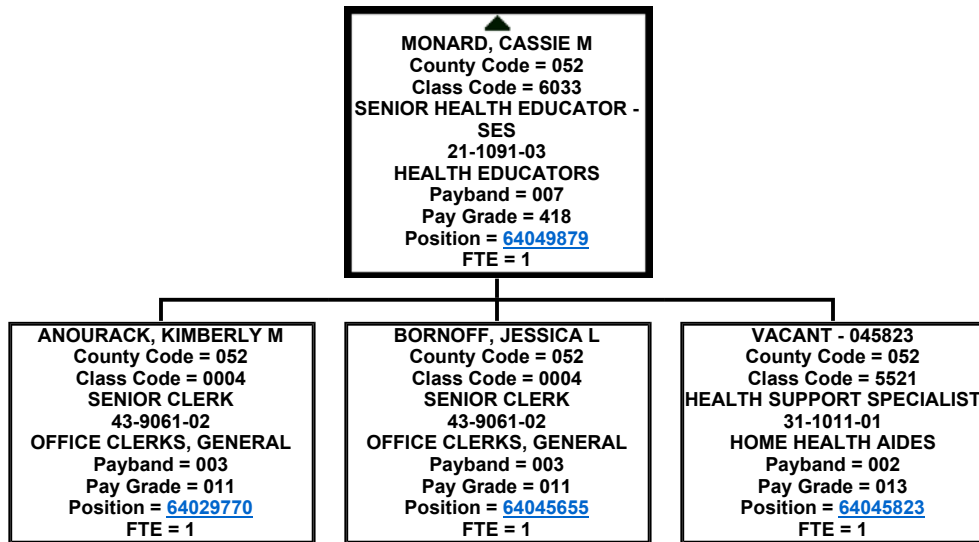 MONARD, CASSIE M
County Code = 052
Class Code = 6033
SENIOR HEALTH EDUCATOR -
SES
21-1091-03
HEALTH EDUCATORS
Payband = 007
Pay Grade = 418
Position = 64049879
FTE = 1
ANOURACK, KIMBERLY M
County Code = 052
Class Code = 0004
SENIOR CLERK
43-9061-02
OFFICE CLERKS, GENERAL
Payband = 003
Pay Grade = 011
Position = 64029770
FTE = 1
BORNOFF, JESSICA L
County Code = 052
Class Code = 0004
SENIOR CLERK
43-9061-02
OFFICE CLERKS, GENERAL
Payband = 003
Pay Grade = 011
Position = 64045655
FTE = 1
VACANT - 045823
County Code = 052
Class Code = 5521
HEALTH SUPPORT SPECIALIST
31-1011-01
HOME HEALTH AIDES
Payband = 002
Pay Grade = 013
Position = 64045823
FTE = 1